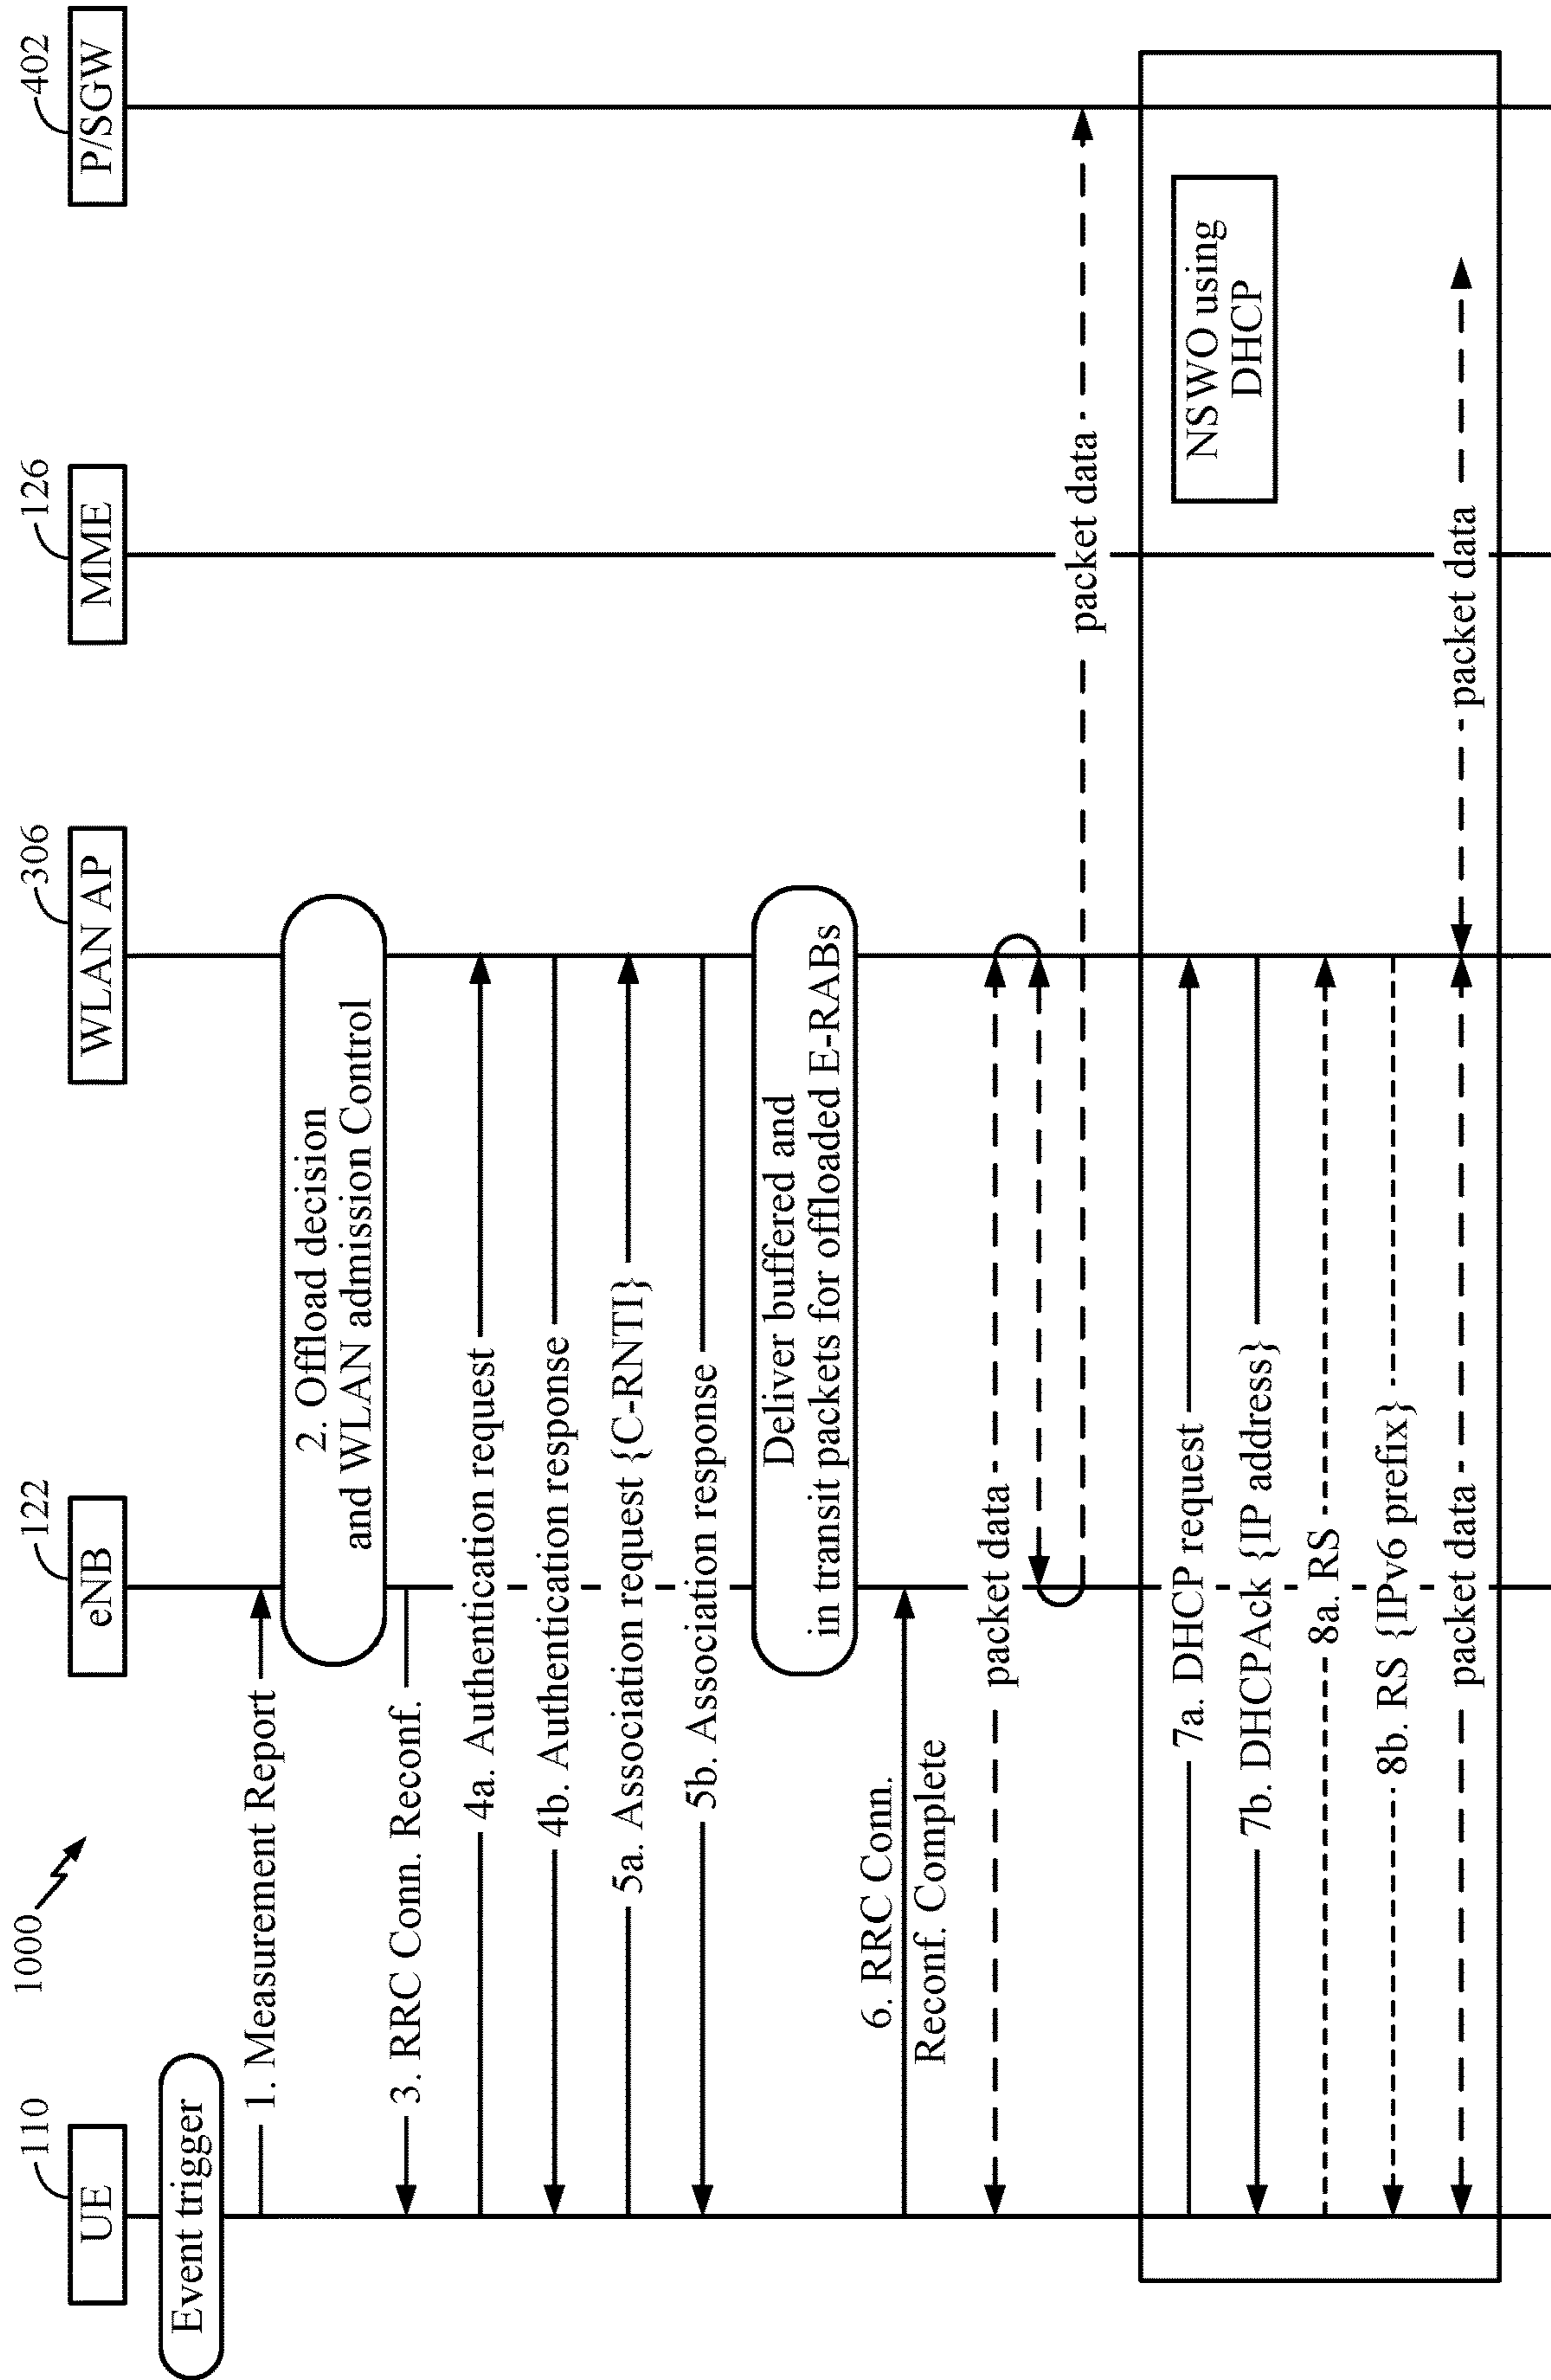 1000
110
122
306
126
402
UE
eNB
WLAN AP
MME
P/SGW
Event trigger
1. Measurement Report
2. Offload decision
and WLAN admission Control
3. RRC Conn. Reconf.
4a. Authentication request
4b. Authentication response
5a. Association request {C-RNTI}
5b. Association response
Deliver buffered and
in transit packets for offloaded E-RABs
6. RRC Conn.
Reconf. Complete
packet data
packet data
NSWO using
DHCP
7a. DHCP request
7b. DHCPAck {IP address}
8a. RS
8b. RS {IPv6 prefix}
packet data
packet data